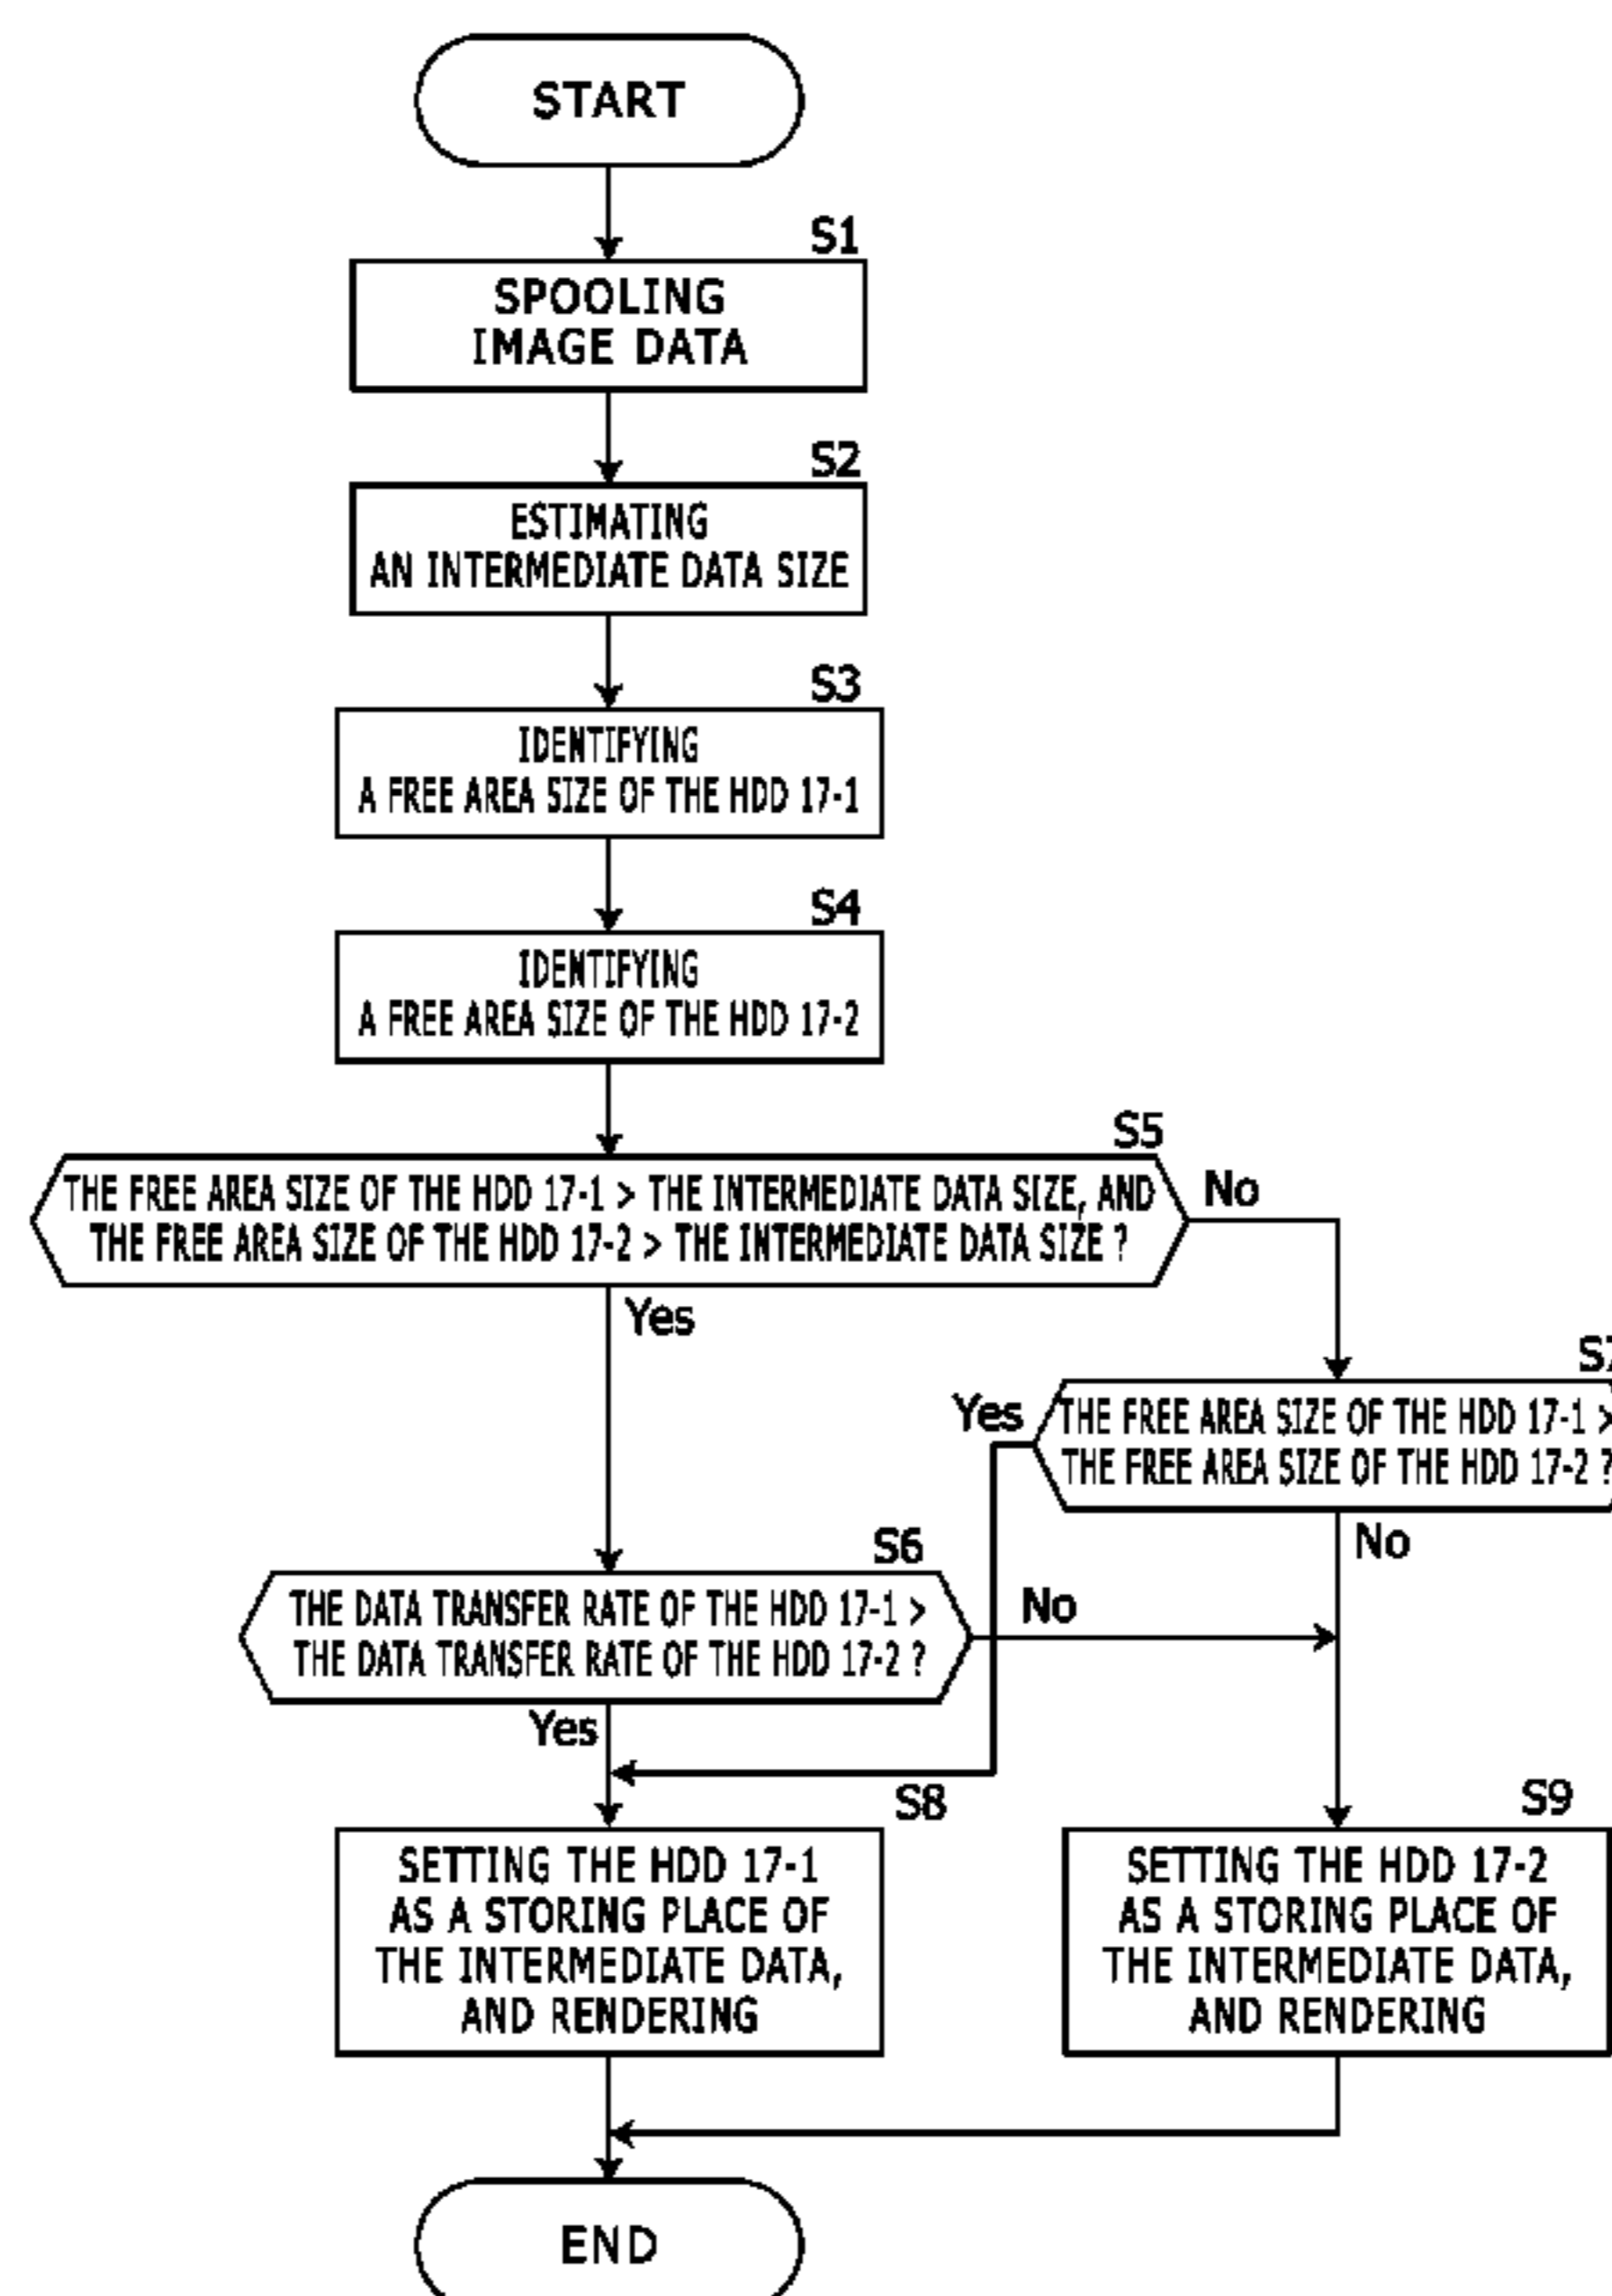 START
S1
SPOOLING
IMAGE DATA
S2
ESTIMATING
AN INTERMEDIATE DATA SIZE
S3
IDENTIFYING
A FREE AREA SIZE OF THE HDD 17-1
S4
IDENTIFYING
A FREE AREA SIZE OF THE HDD 17-2
S5
THE FREE AREA SIZE OF THE HDD 17-1 > THE INTERMEDIATE DATA SIZE, AND
THE FREE AREA SIZE OF THE HDD 17-2 > THE INTERMEDIATE DATA SIZE ?
No
Yes
S7
Yes
THE FREE AREA SIZE OF THE HDD 17-1 >
THE FREE AREA SIZE OF THE HDD 17-2 ?
No
S6
THE DATA TRANSFER RATE OF THE HDD 17-1 >
THE DATA TRANSFER RATE OF THE HDD 17-2 ?
No
Yes
S8
SETTING THE HDD 17-1
AS A STORING PLACE OF
THE INTERMEDIATE DATA,
AND RENDERING
S9
SETTING THE HDD 17-2
AS A STORING PLACE OF
THE INTERMEDIATE DATA,
AND RENDERING
END